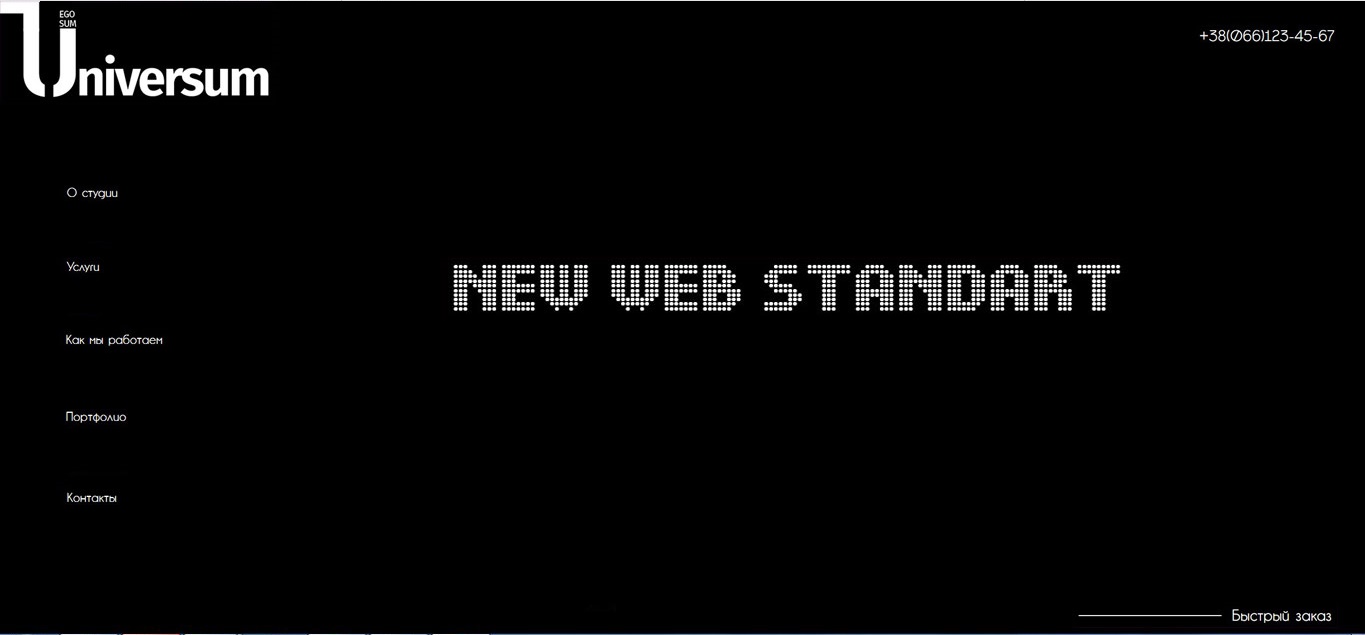 EGO
SUM
Universum
+38(066)123-45-67
О студии
Услуги
NEW WEB STANDART
Как мы работаем
Портфолио
Контакты
Быстрый заказ